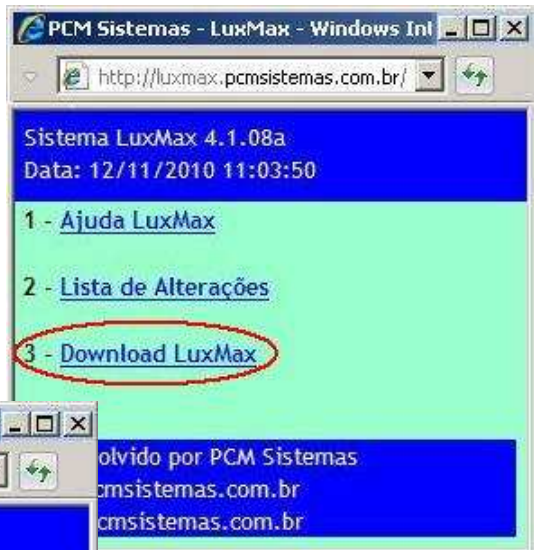 PCM Sistemas - LuxMax - Windows Int
http://luxmax.pcmsistemas.com.br/
Sistema LuxMax 4.1.08a
Data: 12/11/2010 11:03:50
1 - Ajuda LuxMax
2 - Lista de Alterações
3 - Download LuxMax
olvido por PCM Sistemas
cmsistemas.com.br
cmsistemas.com.br